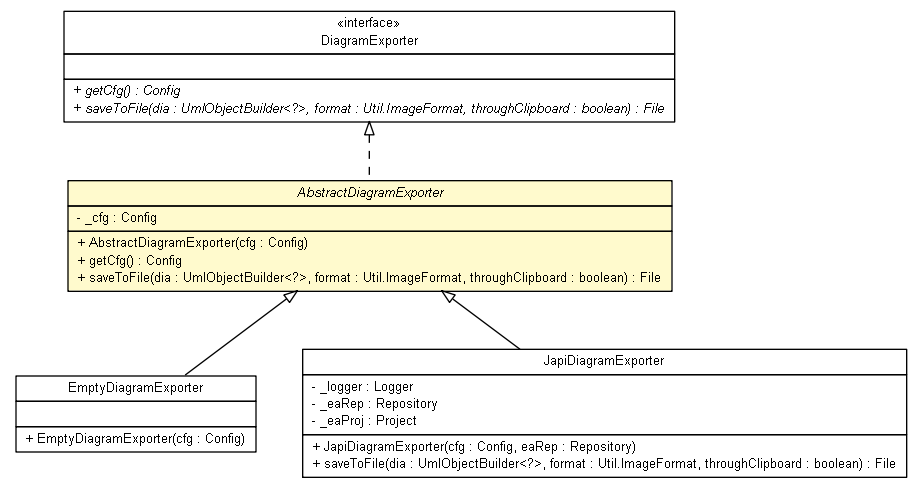 «interface»
DiagramExporter
+ getCfg() : Config
+ saveToFile(dia : UmlObjectBuilder<?>, format : Util.ImageFormat, throughClipboard : boolean) : File
AbstractDiagramExporter
- _cfg : Config
+ AbstractDiagramExporter(cfg : Config)
+ getCfg() : Config
+ saveToFile(dia : UmlObjectBuilder<?>, format : Util.ImageFormat, throughClipboard : boolean) : File
EmptyDiagramExporter
+ EmptyDiagramExporter(cfg : Config)
JapiDiagramExporter
- _logger : Logger
- _eaRep : Repository
- _eaProj : Project
+ JapiDiagramExporter(cfg : Config, eaRep : Repository)
+ saveToFile(dia : UmlObjectBuilder<?>, format : Util.ImageFormat, throughClipboard : boolean) : File